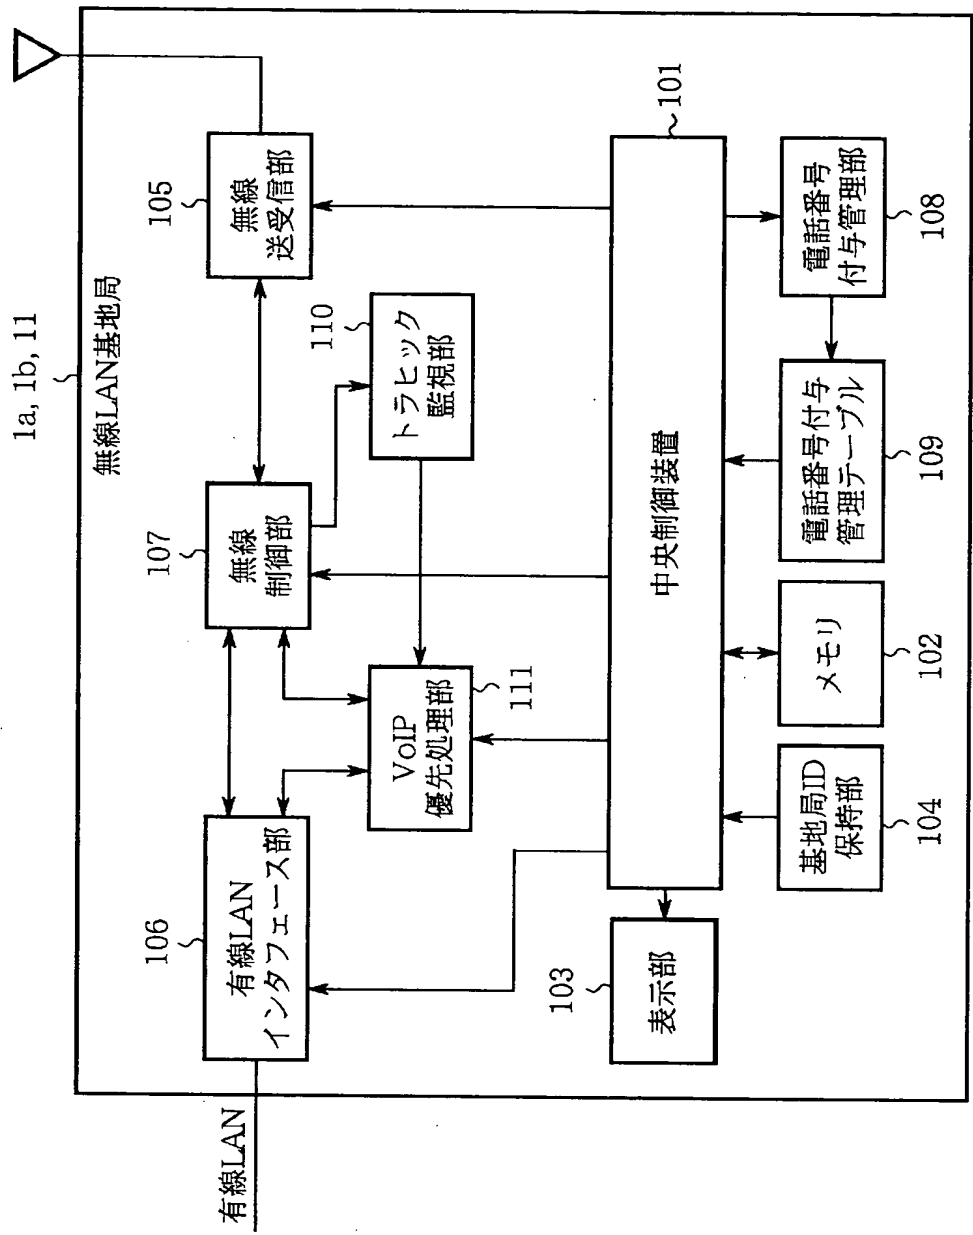 1a, 1b, 11
無線LAN基地局
有線LAN
106
有線LAN
インタフェース部
107
無線
制御部
105
無線
送受信部
111
VoIP
優先処理部
110
トラヒック
監視部
103
表示部
101
中央制御装置
104
基地局ID
保持部
102
メモリ
109
電話番号付与
管理テーブル
108
電話番号
付与管理部